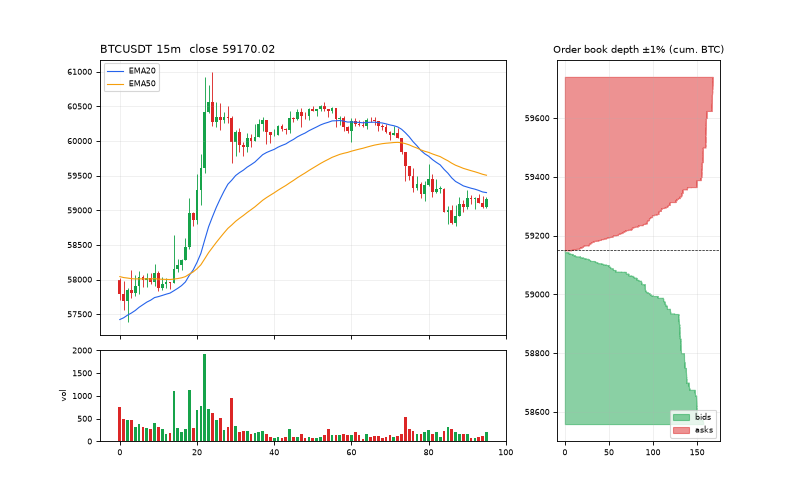 BTCUSDT 15m  close 59170.02
EMA20
EMA50
61000
60500
60000
59500
59000
58500
58000
57500
2000
1500
1000
500
0
vol
0 20 40 60 80 100
Order book depth ±1% (cum. BTC)
59600
59400
59200
59000
58800
58600
bids
asks
0 50 100 150